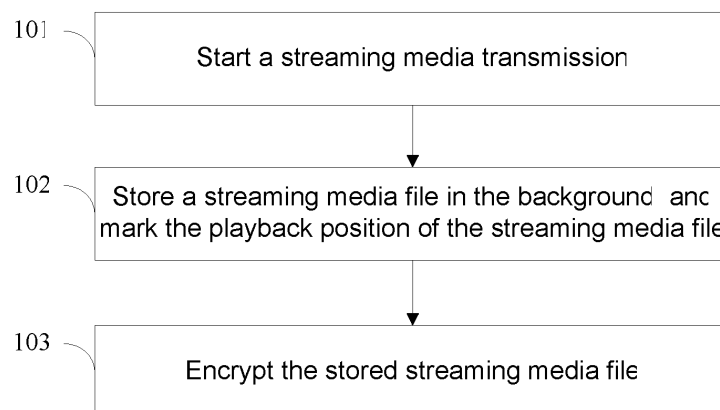 101
Start a streaming media transmission
102
Store a streaming media file in the background and
mark the playback position of the streaming media file
103
Encrypt the stored streaming media file